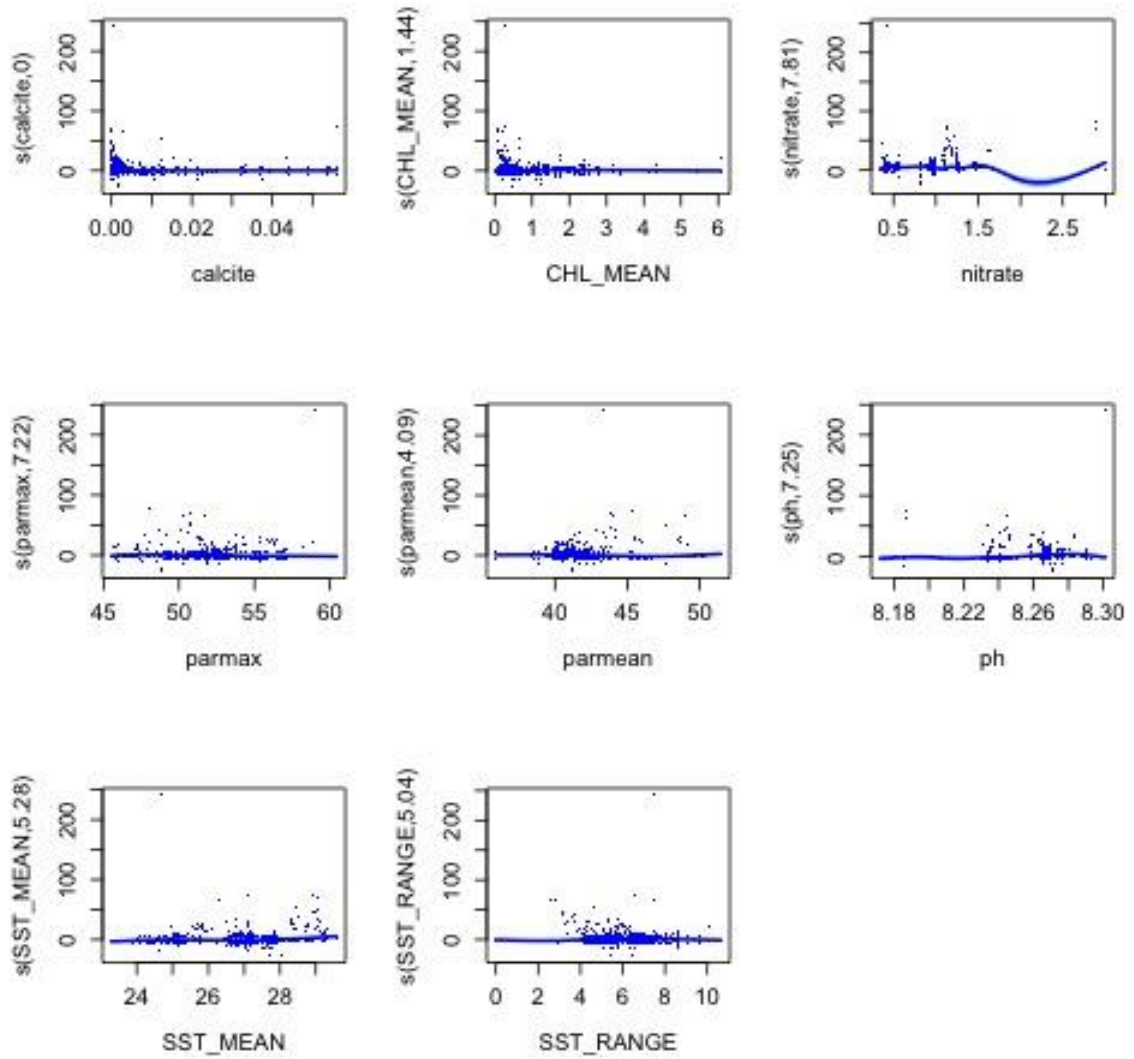 s(calcite,0)
200
100
0
0.00 0.02 0.04
calcite
s(CHL_MEAN,1.44)
200
100
0
0 1 2 3 4 5 6
CHL_MEAN
s(nitrate,7.81)
200
100
0
0.5 1.5 2.5
nitrate
s(parmax,7.22)
200
100
0
45 50 55 60
parmax
s(parmean,4.09)
200
100
0
40 45 50
parmean
s(ph,7.25)
200
100
0
8.18 8.22 8.26 8.30
ph
s(SST_MEAN,5.28)
200
100
0
24 26 28
SST_MEAN
s(SST_RANGE,5.04)
200
100
0
0 2 4 6 8 10
SST_RANGE